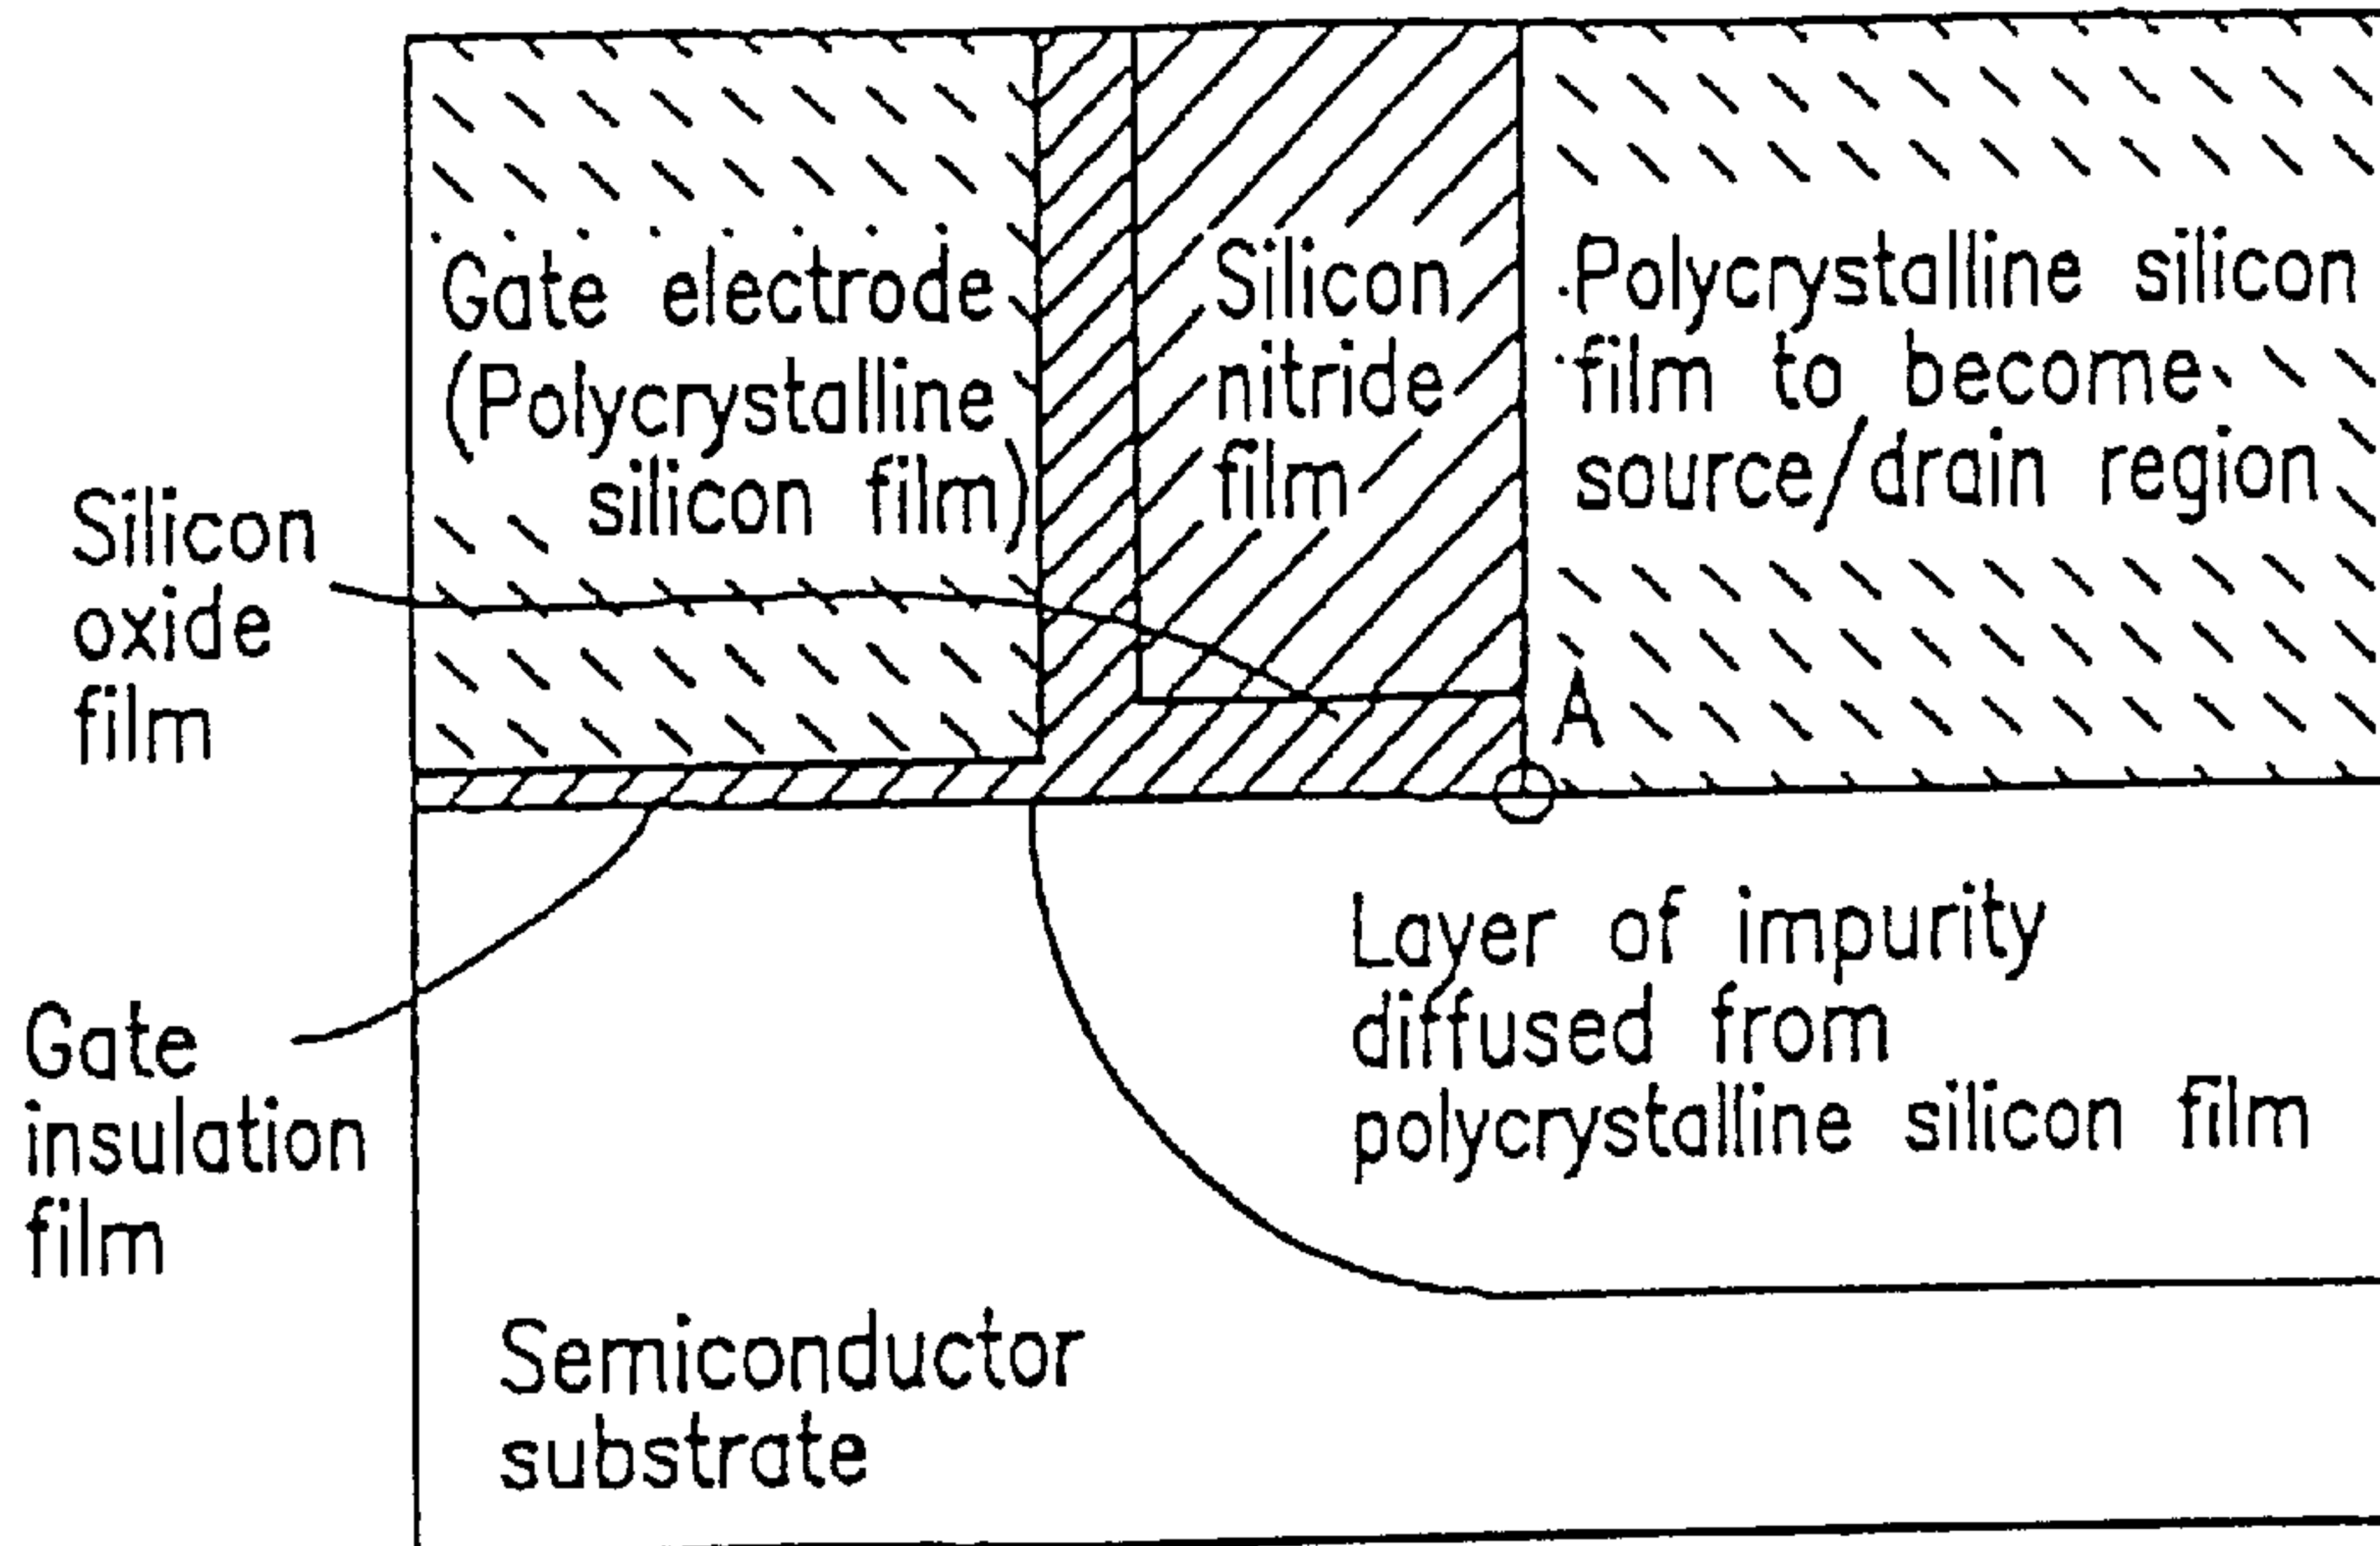 Gate electrode
(Polycrystalline
silicon film)
Silicon
nitride
film
Polycrystalline silicon
film to become
source/drain region
Silicon
oxide
film
A
Gate
insulation
film
Layer of impurity
diffused from
polycrystalline silicon film
Semiconductor
substrate